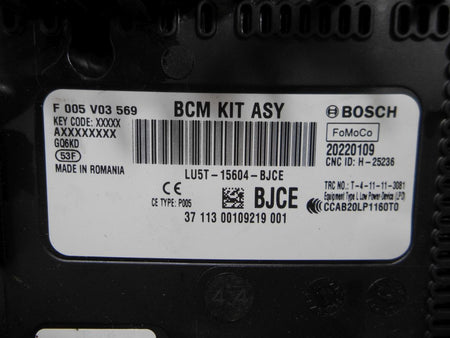 F 005 V03 569
BCM KIT ASY
BOSCH
KEY CODE: XXXXX
AXXXXXXXX
FoMoCo
GQ6KD
20220109
53F
CNC ID: H-25236
MADE IN ROMANIA
LU5T-15604-BJCE
TRC NO.: T-4-11-11-3081
CE
BJCE
Equipment Type I, Low Power Device (LPD)
CE TYPE: P005
CCAB20LP1160T0
37 113 00109219 001